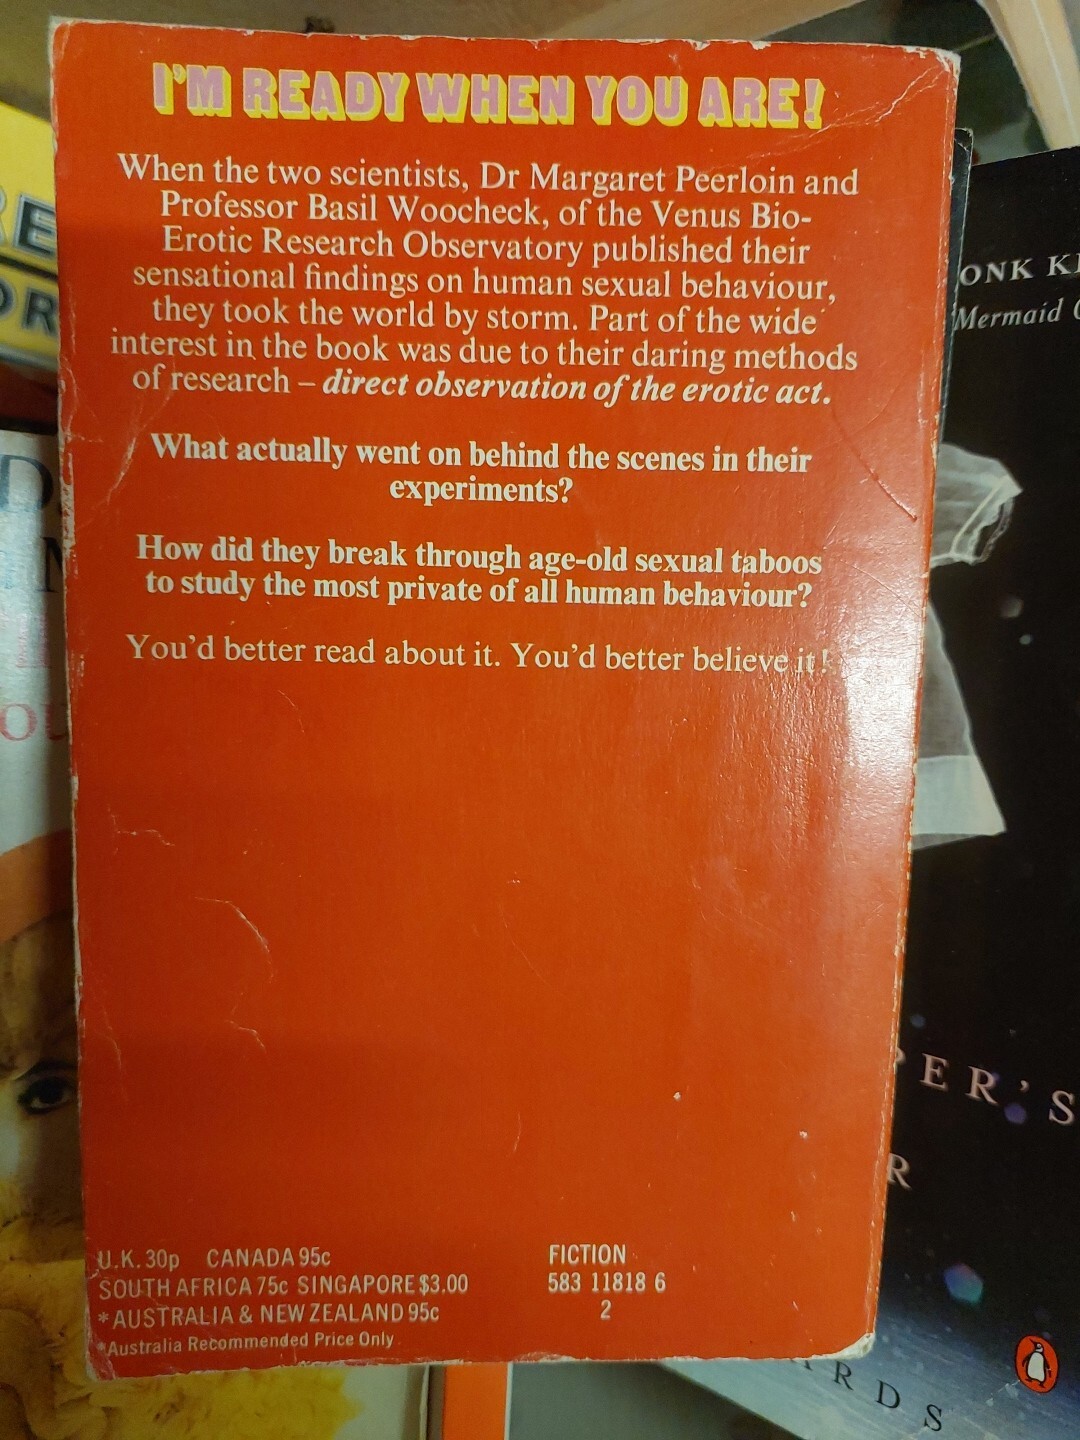 I'M READY WHEN YOU ARE!
When the two scientists, Dr Margaret Peerloin and
Professor Basil Woocheck, of the Venus Bio-
Erotic Research Observatory published their
sensational findings on human sexual behaviour,
they took the world by storm. Part of the wide
interest in the book was due to their daring methods
of research – direct observation of the erotic act.
What actually went on behind the scenes in their
experiments?
How did they break through age-old sexual taboos
to study the most private of all human behaviour?
You'd better read about it. You'd better believe it!
U.K. 30p CANADA 95c
SOUTH AFRICA 75c SINGAPORE $3.00
*AUSTRALIA & NEW ZEALAND 95c
*Australia Recommended Price Only
FICTION
583 11818 6
2
ONK K
Mermaid
ER'S
R
RDS